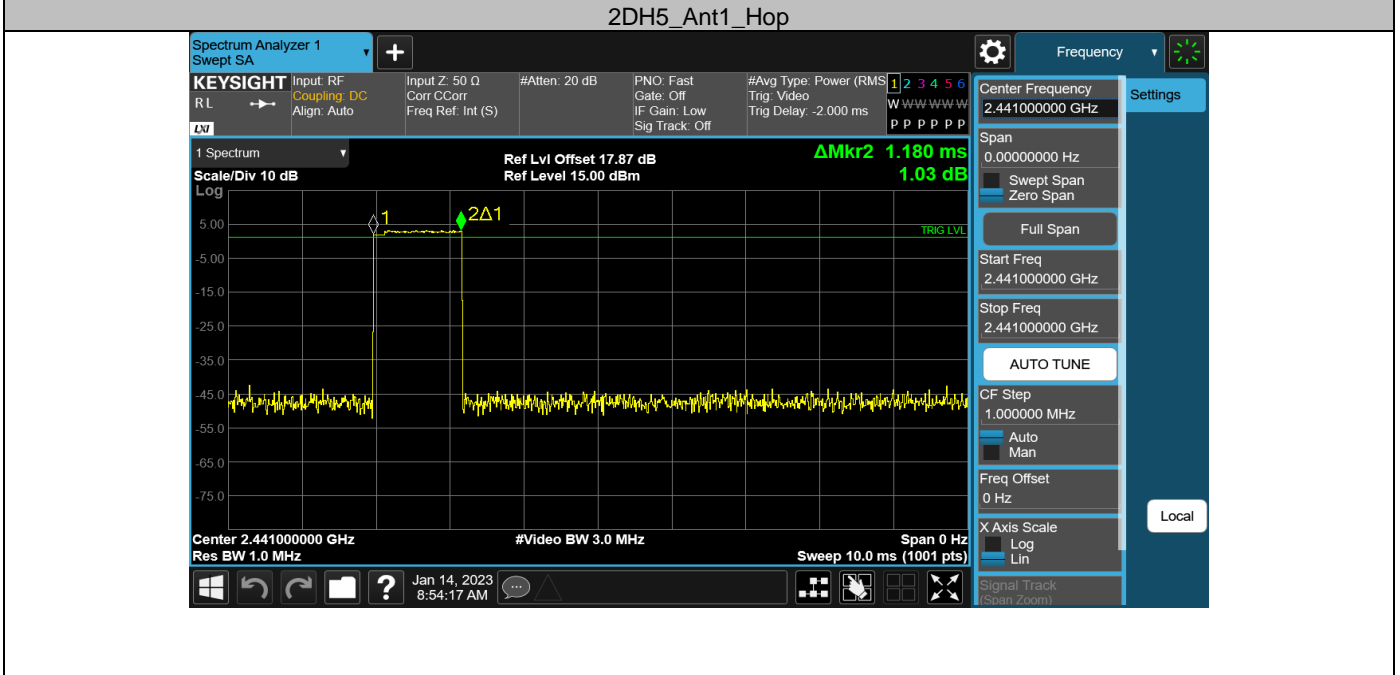 2DH5_Ant1_Hop
Spectrum Analyzer 1
Swept SA
+
Frequency
KEYSIGHT
R L
LXI
Input: RF
Coupling: DC
Align: Auto
Input Z: 50 Ω
Corr CCorr
Freq Ref: Int (S)
#Atten: 20 dB
PNO: Fast
Gate: Off
IF Gain: Low
Sig Track: Off
#Avg Type: Power (RMS
Trig: Video
Trig Delay: -2.000 ms
1 2 3 4 5 6
W W W W W W
P P P P P P
1 Spectrum
Scale/Div 10 dB
Ref Lvl Offset 17.87 dB
Ref Level 15.00 dBm
ΔMkr2 1.180 ms
1.03 dB
Log
1
2Δ1
TRIG LVL
5.00
-5.00
-15.0
-25.0
-35.0
-45.0
-55.0
-65.0
-75.0
Center 2.441000000 GHz
Res BW 1.0 MHz
#Video BW 3.0 MHz
Span 0 Hz
Sweep 10.0 ms (1001 pts)
?
Jan 14, 2023
8:54:17 AM
Center Frequency
2.441000000 GHz
Span
0.00000000 Hz
Swept Span
Zero Span
Full Span
Start Freq
2.441000000 GHz
Stop Freq
2.441000000 GHz
AUTO TUNE
CF Step
1.000000 MHz
Auto
Man
Freq Offset
0 Hz
X Axis Scale
Log
Lin
Signal Track
(Span Zoom)
Settings
Local